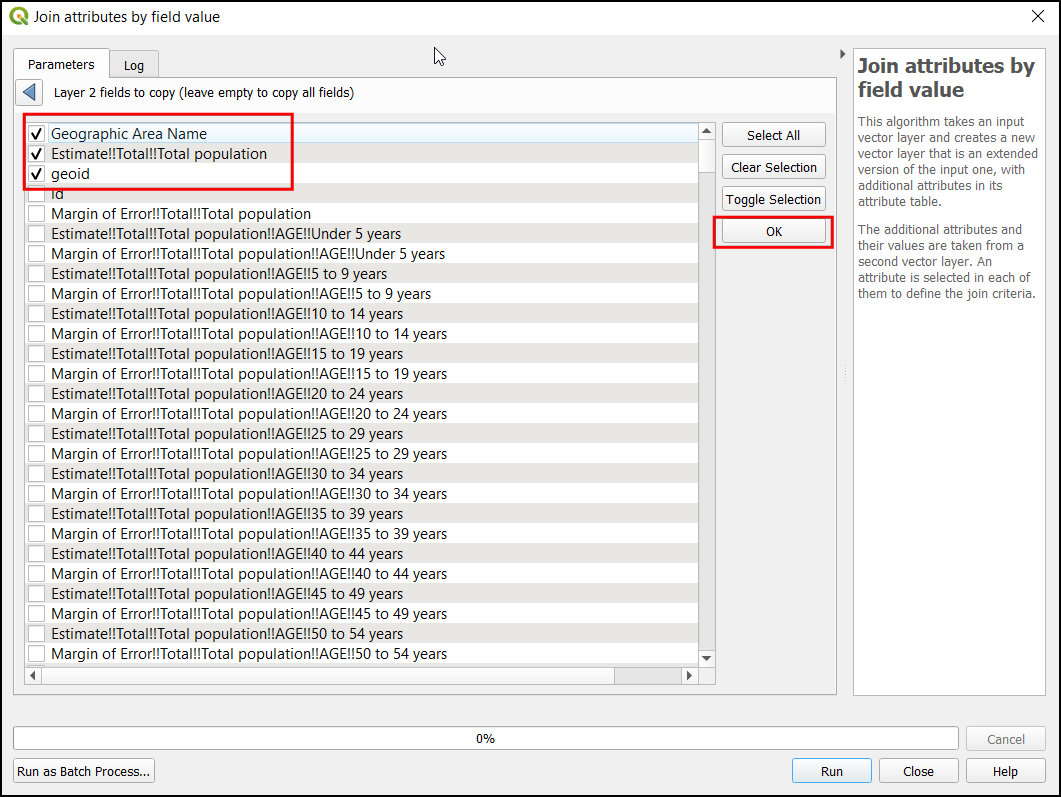 Join attributes by field value
Parameters
Log
Layer 2 fields to copy (leave empty to copy all fields)
Geographic Area Name
Estimate!!Total!!Total population
geoid
id
Margin of Error!!Total!!Total population
Estimate!!Total!!Total population!!AGE!!Under 5 years
Margin of Error!!Total!!Total population!!AGE!!Under 5 years
Estimate!!Total!!Total population!!AGE!!5 to 9 years
Margin of Error!!Total!!Total population!!AGE!!5 to 9 years
Estimate!!Total!!Total population!!AGE!!10 to 14 years
Margin of Error!!Total!!Total population!!AGE!!10 to 14 years
Estimate!!Total!!Total population!!AGE!!15 to 19 years
Margin of Error!!Total!!Total population!!AGE!!15 to 19 years
Estimate!!Total!!Total population!!AGE!!20 to 24 years
Margin of Error!!Total!!Total population!!AGE!!20 to 24 years
Estimate!!Total!!Total population!!AGE!!25 to 29 years
Margin of Error!!Total!!Total population!!AGE!!25 to 29 years
Estimate!!Total!!Total population!!AGE!!30 to 34 years
Margin of Error!!Total!!Total population!!AGE!!30 to 34 years
Estimate!!Total!!Total population!!AGE!!35 to 39 years
Margin of Error!!Total!!Total population!!AGE!!35 to 39 years
Estimate!!Total!!Total population!!AGE!!40 to 44 years
Margin of Error!!Total!!Total population!!AGE!!40 to 44 years
Estimate!!Total!!Total population!!AGE!!45 to 49 years
Margin of Error!!Total!!Total population!!AGE!!45 to 49 years
Estimate!!Total!!Total population!!AGE!!50 to 54 years
Margin of Error!!Total!!Total population!!AGE!!50 to 54 years
Select All
Clear Selection
Toggle Selection
OK
Join attributes by
field value
This algorithm takes an input
vector layer and creates a new
vector layer that is an extended
version of the input one, with
additional attributes in its
attribute table.
The additional attributes and
their values are taken from a
second vector layer. An
attribute is selected in each of
them to define the join criteria.
0%
Cancel
Run as Batch Process...
Run
Close
Help